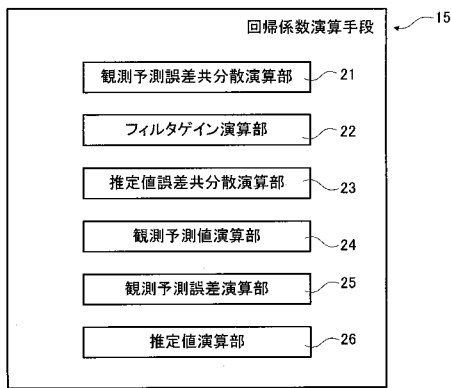 回帰係数演算手段 15
観測予測誤差共分散演算部 21
フィルタゲイン演算部 22
推定値誤差共分散演算部 23
観測予測値演算部 24
観測予測誤差演算部 25
推定値演算部 26